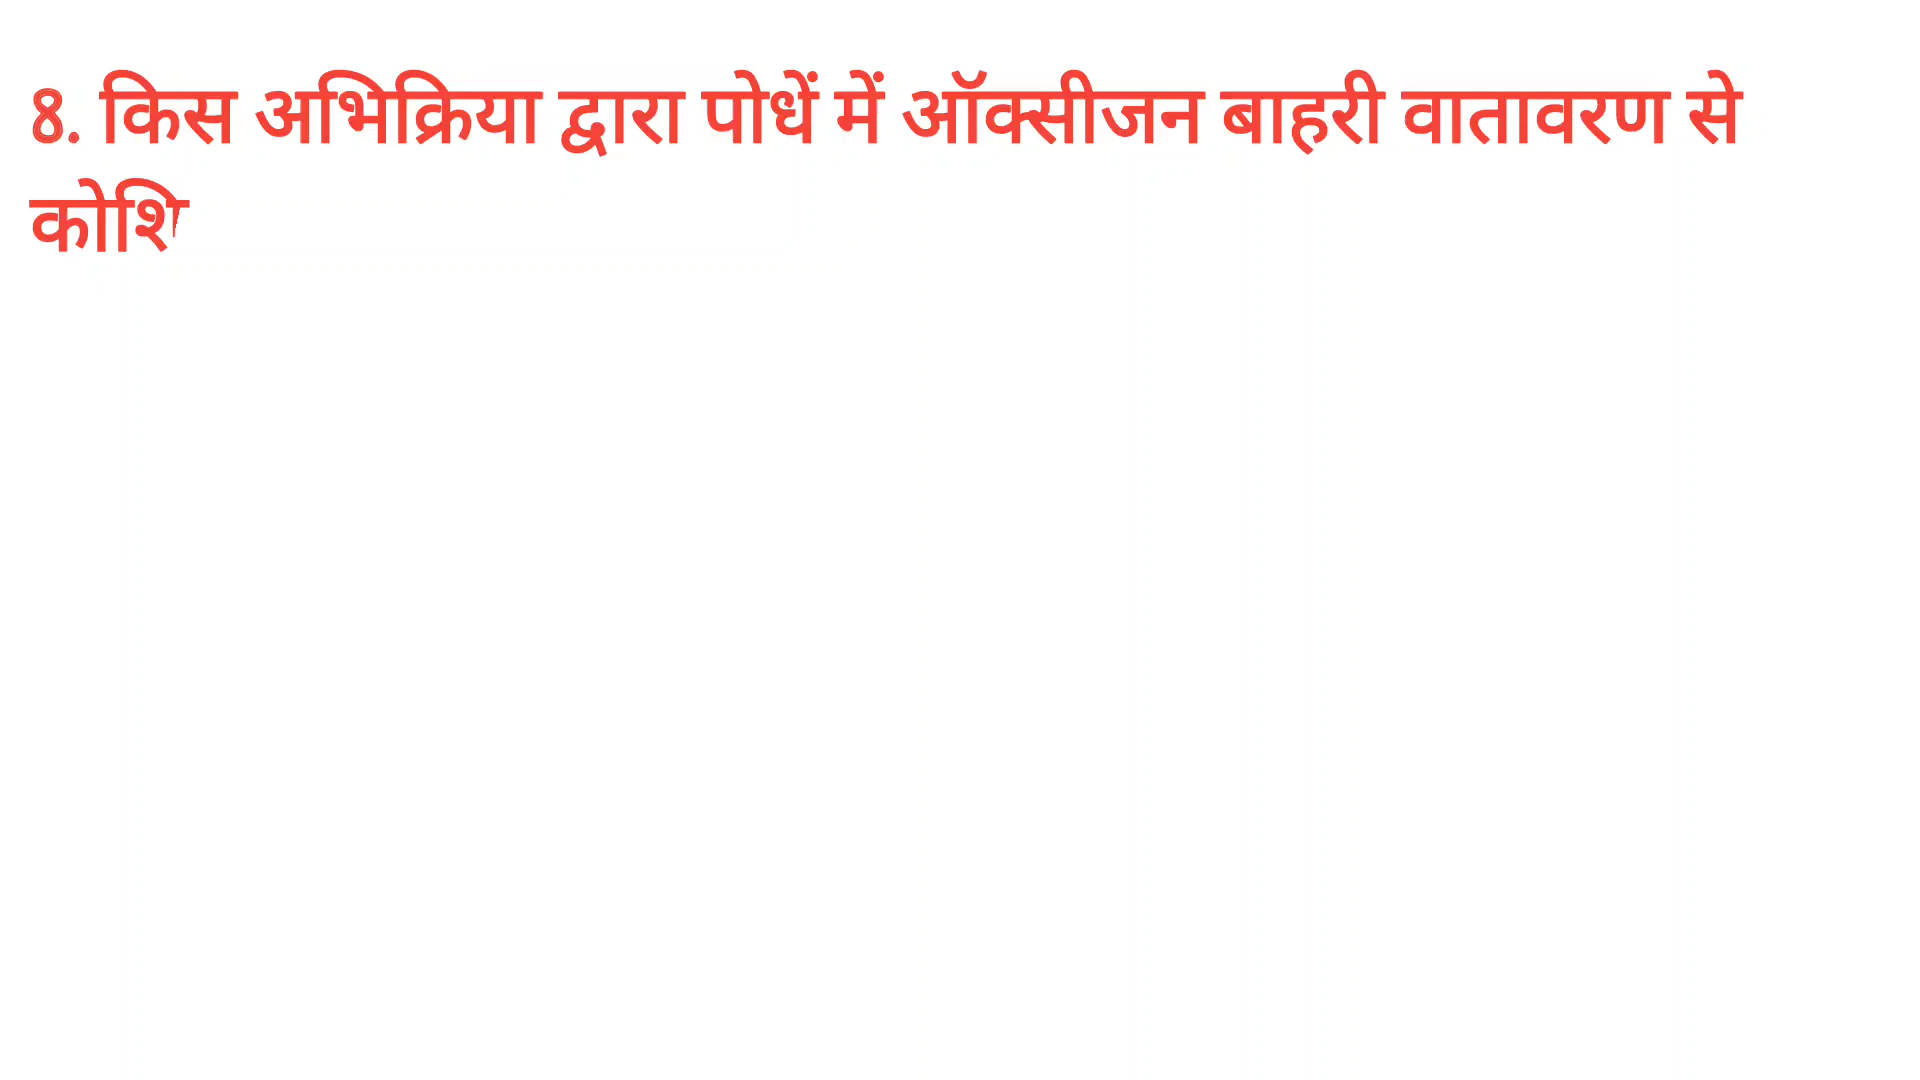 8. किस अभिक्रिया द्वारा पोधें में ऑक्सीजन बाहरी वातावरण से
कोशि